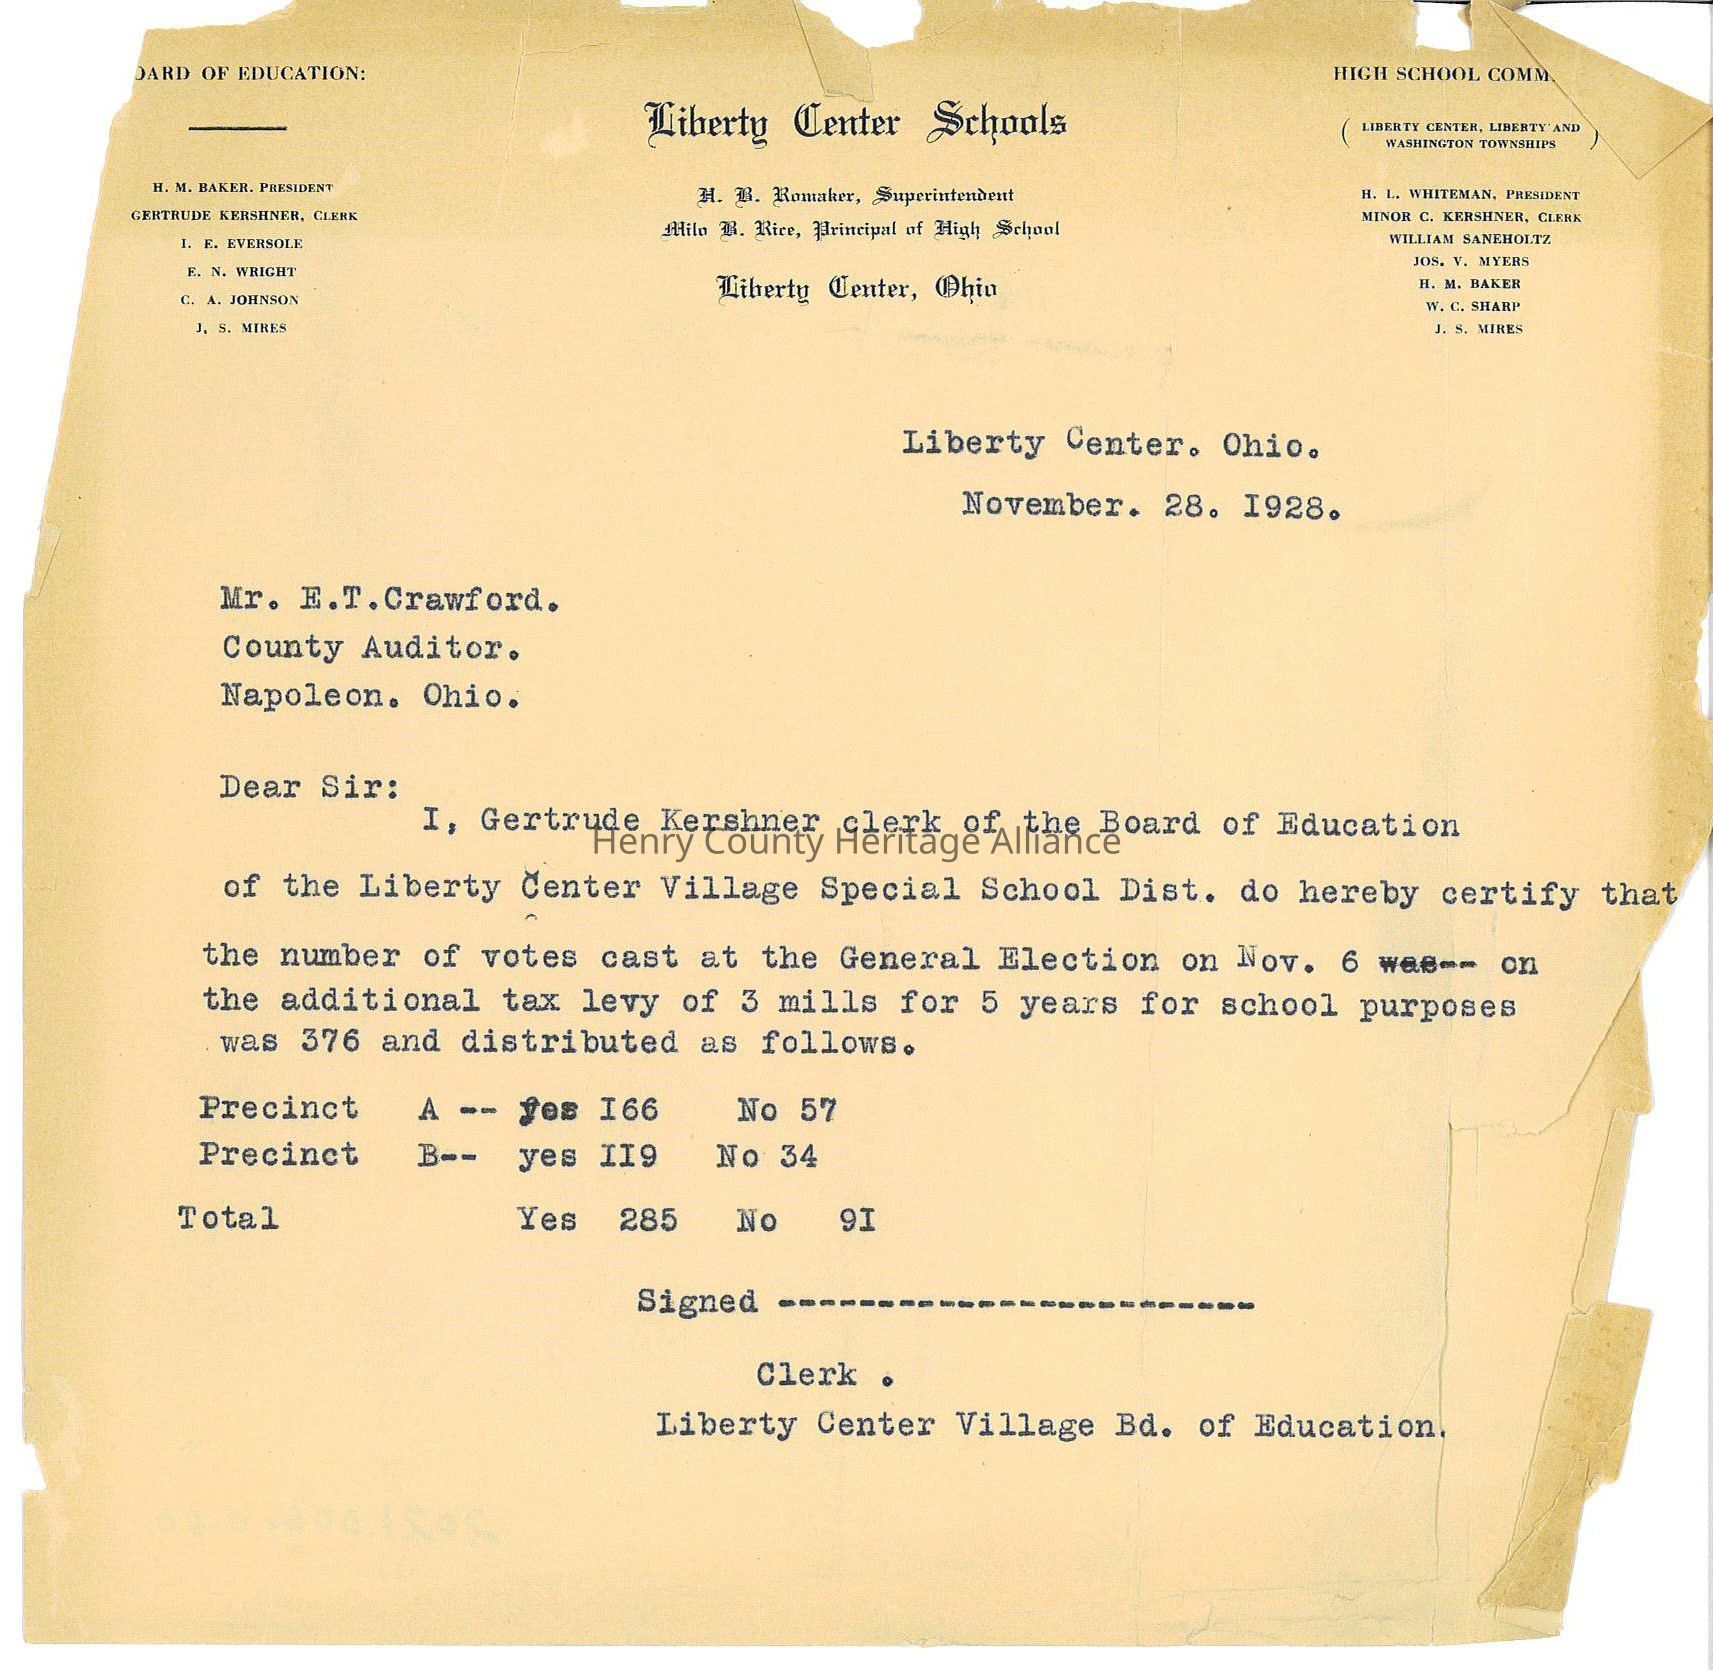 OARD OF EDUCATION:
H. M. BAKER. PRESIDENT
GERTRUDE KERSHNER, CLERK
I. E. EVERSOLE
E. N. WRIGHT
C. A. JOHNSON
J, S. MIRES
Liberty Center Schools
H. B. Romaker, Superintendent
Milo B. Rice, Principal of High School
Liberty Center, Ohio
HIGH SCHOOL COMM.
( LIBERTY CENTER, LIBERTY AND
WASHINGTON TOWNSHIPS )
H. L. WHITEMAN, PRESIDENT
MINOR C. KERSHNER, CLERK
WILLIAM SANEHOLTZ
JOS. V. MYERS
H. M. BAKER
W. C. SHARP
J. S. MIRES
Liberty Center. Ohio.
November. 28. I928.
Mr. E.T.Crawford.
County Auditor.
Napoleon. Ohio.
Dear Sir:
I, Gertrude Kershner clerk of the Board of Education
Henry County Heritage Alliance
of the Liberty Center Village Special School Dist. do hereby certify that
the number of votes cast at the General Election on Nov. 6 was-- on
the additional tax levy of 3 mills for 5 years for school purposes
was 376 and distributed as follows.
Precinct A -- yes I66 No 57
Precinct B-- yes II9 No 34
Total Yes 285 No 9I
Signed ------------------------
Clerk .
Liberty Center Village Bd. of Education.